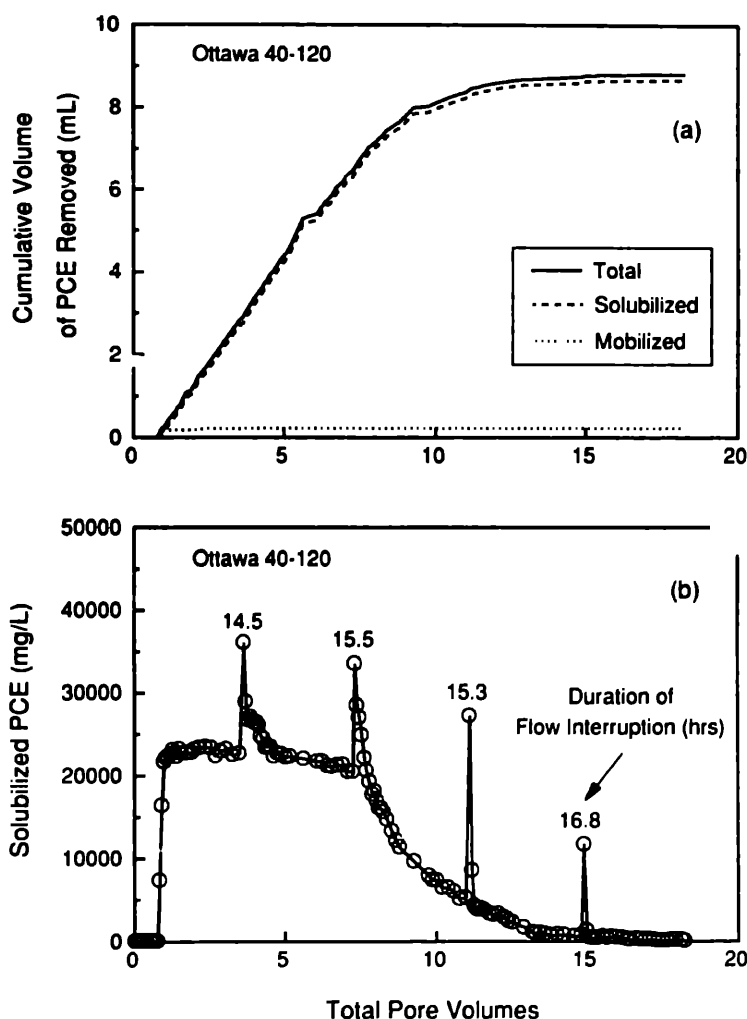 10
Ottawa 40-120
8
(a)
6
4
2
0
Cumulative Volume
of PCE Removed (mL)
Total
Solubilized
Mobilized
0
5
10
15
20
50000
Ottawa 40-120
(b)
40000
14.5
15.5
15.3
Duration of
Flow Interruption (hrs)
30000
20000
16.8
10000
0
Solubilized PCE (mg/L)
0
5
10
15
20
Total Pore Volumes